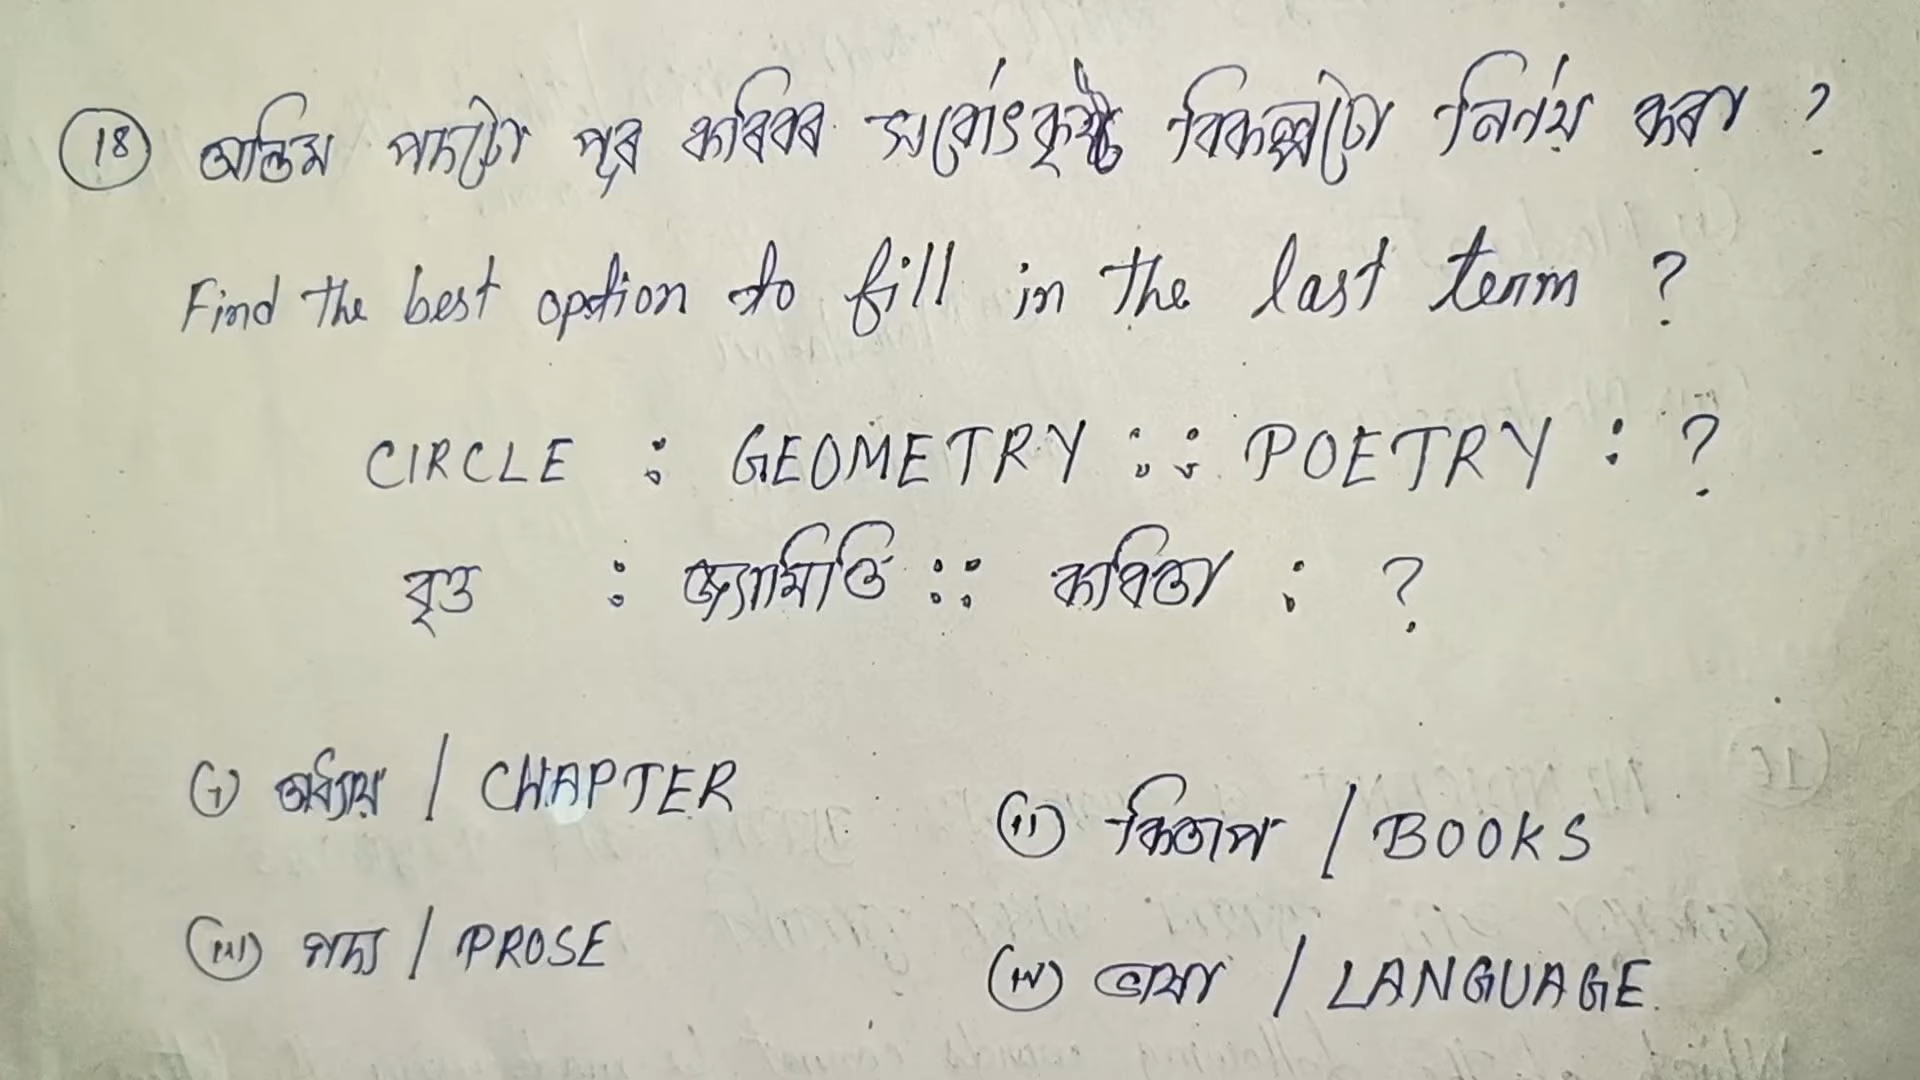 18 অন্তিম পদটো পূৰ কৰিবৰ সৰ্বোৎকৃষ্ট বিকল্পটো নিৰ্ণয় কৰা ?
Find the best option to fill in the last term ?
CIRCLE : GEOMETRY :: POETRY : ?
বৃত্ত : জ্যামিতি :: কবিতা : ?
(i) অধ্যায় / CHAPTER
(ii) কিতাপ / BOOKS
(iii) গদ্য / PROSE
(iv) ভাষা / LANGUAGE